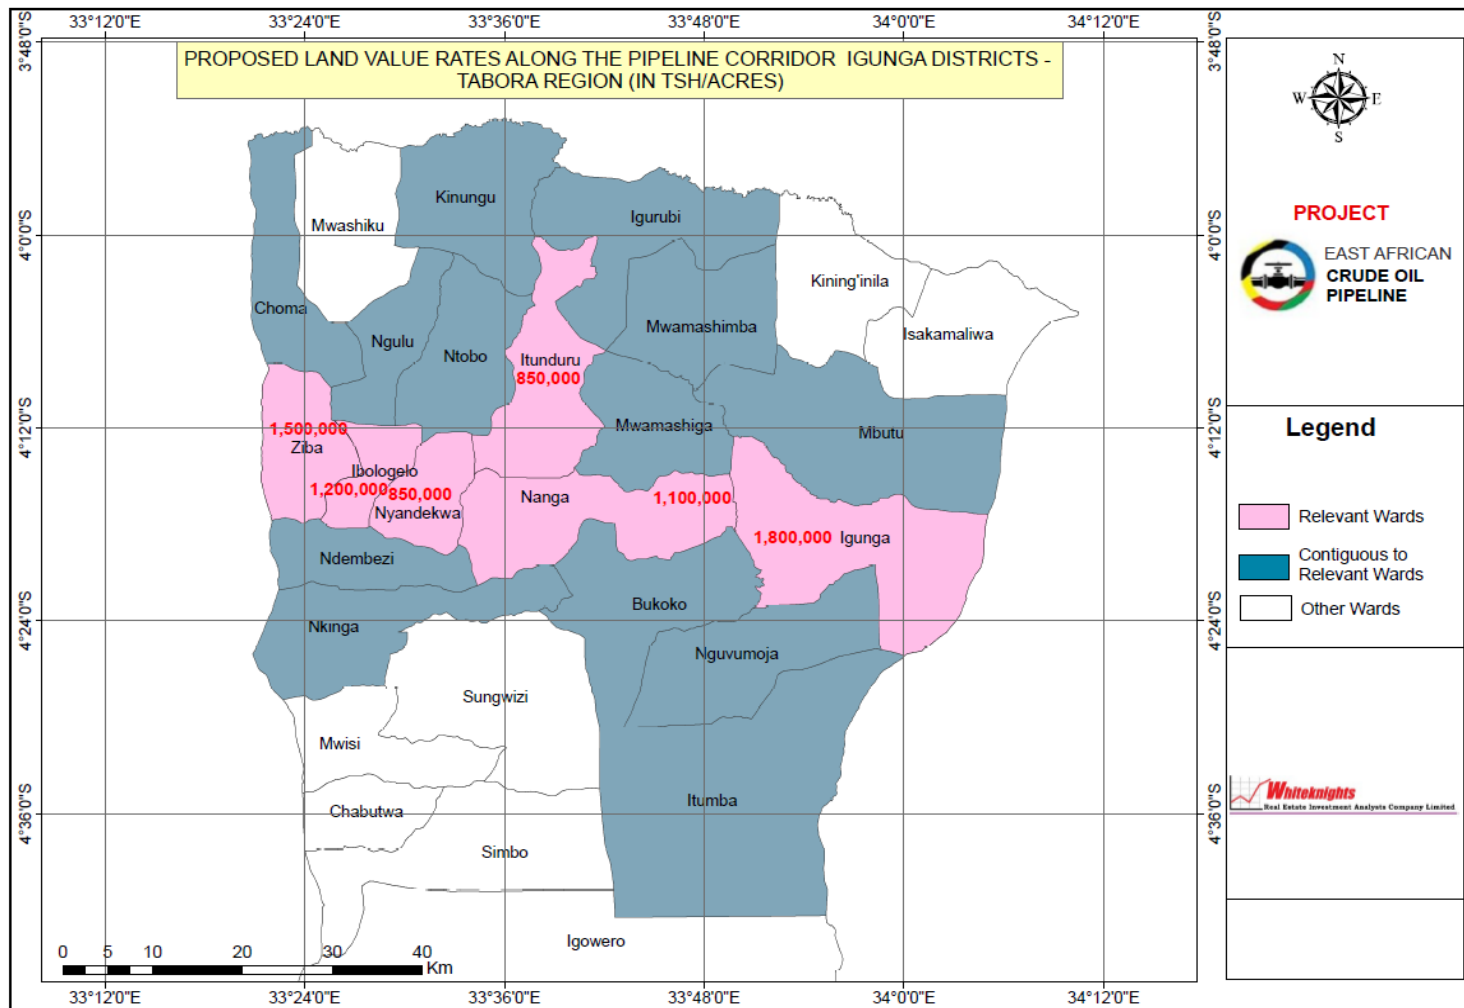 33°12'0"E 33°24'0"E 33°36'0"E 33°48'0"E 34°0'0"E 34°12'0"E
3°48'0"S
3°48'0"S
PROPOSED LAND VALUE RATES ALONG THE PIPELINE CORRIDOR IGUNGA DISTRICTS -
TABORA REGION (IN TSH/ACRES)
Kinungu
Igurubi
Mwashiku
4°0'0"S
4°0'0"S
Kining'inila
Choma
Mwamashimba
Isakamaliwa
Ngulu
Ntobo
Itunduru
850,000
4°12'0"S
4°12'0"S
1,500,000
Ziba
Mwamashiga
Mbutu
Ibologelo
1,200,000
850,000
Nyandekwa
Nanga
1,100,000
1,800,000
Igunga
Ndembezi
Bukoko
4°24'0"S
4°24'0"S
Nkinga
Nguvumoja
Sungwizi
Mwisi
Itumba
Chabutwa
4°36'0"S
4°36'0"S
Simbo
Igowero
0 5 10 20 30 40
Km
33°12'0"E 33°24'0"E 33°36'0"E 33°48'0"E 34°0'0"E 34°12'0"E
N
W E
S
PROJECT
EAST AFRICAN
CRUDE OIL
PIPELINE
Legend
Relevant Wards
Contiguous to
Relevant Wards
Other Wards
Whiteknights
Real Estate Investment Analysts Company Limited